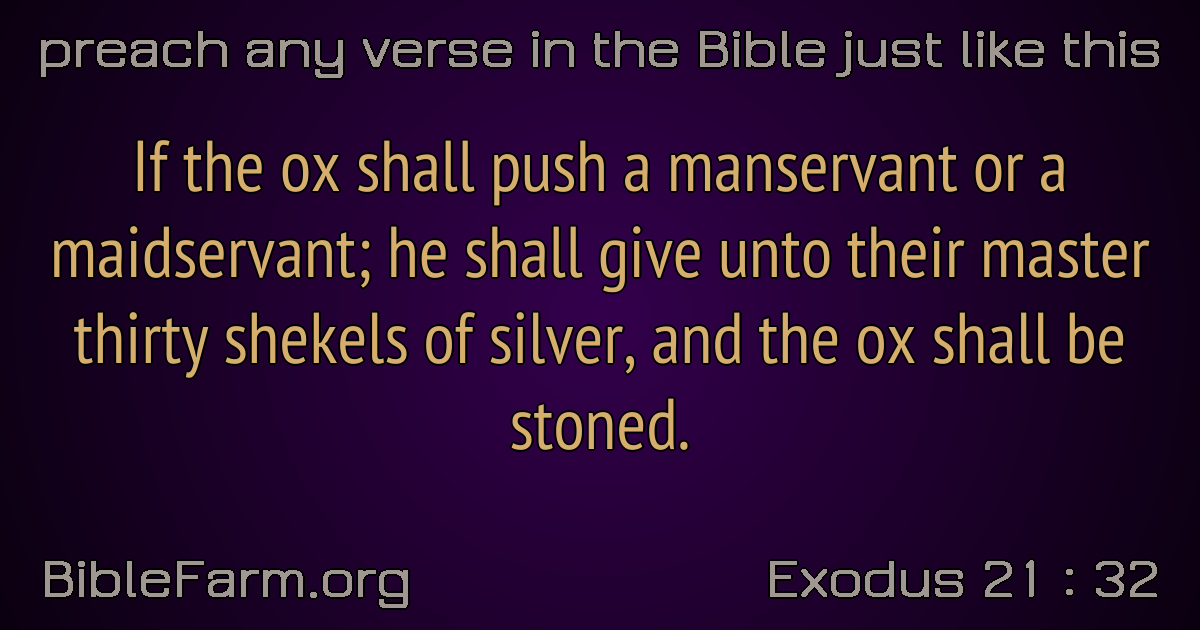 preach any verse in the Bible just like this
If the ox shall push a manservant or a
maidservant; he shall give unto their master
thirty shekels of silver, and the ox shall be
stoned.
BibleFarm.org
Exodus 21 : 32